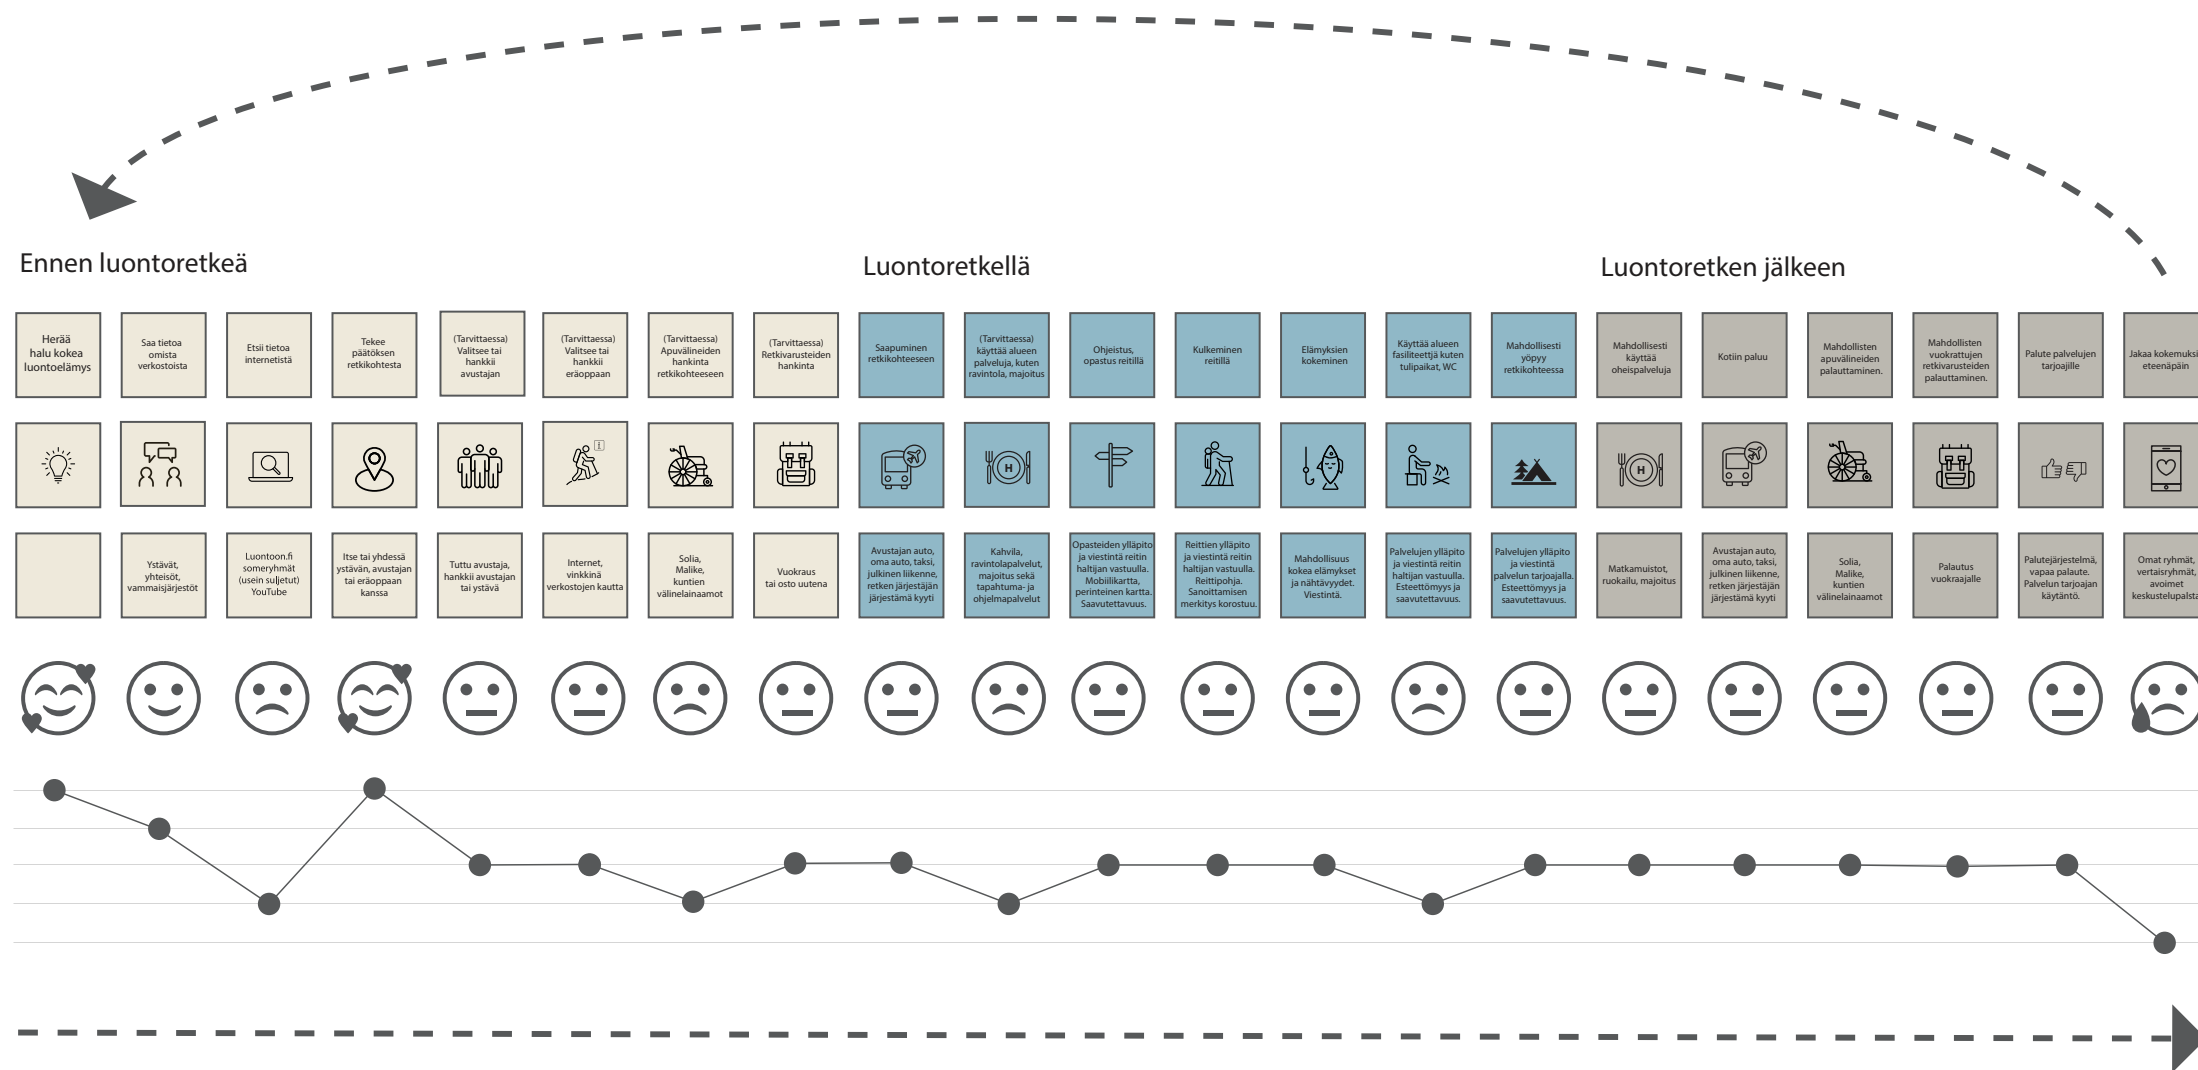 Ennen luontoretkeä
Luontoretkellä
Luontoretken jälkeen
Herää
halu kokea
luontoelämys
Saa tietoa
omista
verkostoista
Etsii tietoa
internetistä
Tekee
päätöksen
retkikohtesta
(Tarvittaessa)
Valitsee tai
hankkii
avustajan
(Tarvittaessa)
Valitsee tai
hankkii
eräoppaan
(Tarvittaessa)
Apuvälineiden
hankinta
retkikohteeseen
(Tarvittaessa)
Retkivarusteiden
hankinta
Saapuminen
retkikohteeseen
(Tarvittaessa)
käyttää alueen
palveluja, kuten
ravintola, majoitus
Ohjeistus,
opastus reitillä
Kulkeminen
reitillä
Elämyksien
kokeminen
Käyttää alueen
fasiliteettjä kuten
tulipaikat, WC
Mahdollisesti
yöpyy
retkikohteessa
Mahdollisesti
käyttää
oheispalveluja
Kotiin paluu
Mahdollisten
apuvälineiden
palauttaminen.
Mahdollisten
vuokrattujen
retkivarusteiden
palauttaminen.
Palute palvelujen
tarjoajille
Jakaa kokemuksi
eteenäpäin
H
H
Ystävät,
yhteisöt,
vammaisjärjestöt
Luontoon.fi
someryhmät
(usein suljetut)
YouTube
Itse tai yhdessä
ystävän, avustajan
tai eräoppaan
kanssa
Tuttu avustaja,
hankkii avustajan
tai ystävä
Internet,
vinkkinä
verkostojen kautta
Solia,
Malike,
kuntien
välinelainaamot
Vuokraus
tai osto uutena
Avustajan auto,
oma auto, taksi,
julkinen liikenne,
retken järjestäjän
järjestämä kyyti
Kahvila,
ravintolapalvelut,
majoitus sekä
tapahtuma- ja
ohjelmapalvelut
Opasteiden ylläpito
ja viestintä reitin
haltijan vastuulla.
Mobiilikartta,
perinteinen kartta.
Saavutettavuus.
Reittien ylläpito
ja viestintä reitin
haltijan vastuulla.
Reittipohja.
Sanoittamisen
merkitys korostuu.
Mahdollisuus
kokea elämykset
ja nähtävyydet.
Viestintä.
Palvelujen ylläpito
ja viestintä reitin
haltijan vastuulla.
Esteettömyys ja
saavutettavuus.
Palvelujen ylläpito
ja viestintä
palvelun tarjoajalla.
Esteettömyys ja
saavutettavuus.
Matkamuistot,
ruokailu, majoitus
Avustajan auto,
oma auto, taksi,
julkinen liikenne,
retken järjestäjän
järjestämä kyyti
Solia,
Malike,
kuntien
välinelainaamot
Palautus
vuokraajalle
Palutejärjestelmä,
vapaa palaute.
Palvelun tarjoajan
käytäntö.
Omat ryhmät,
vertaisryhmät,
avoimet
keskustelupalsta